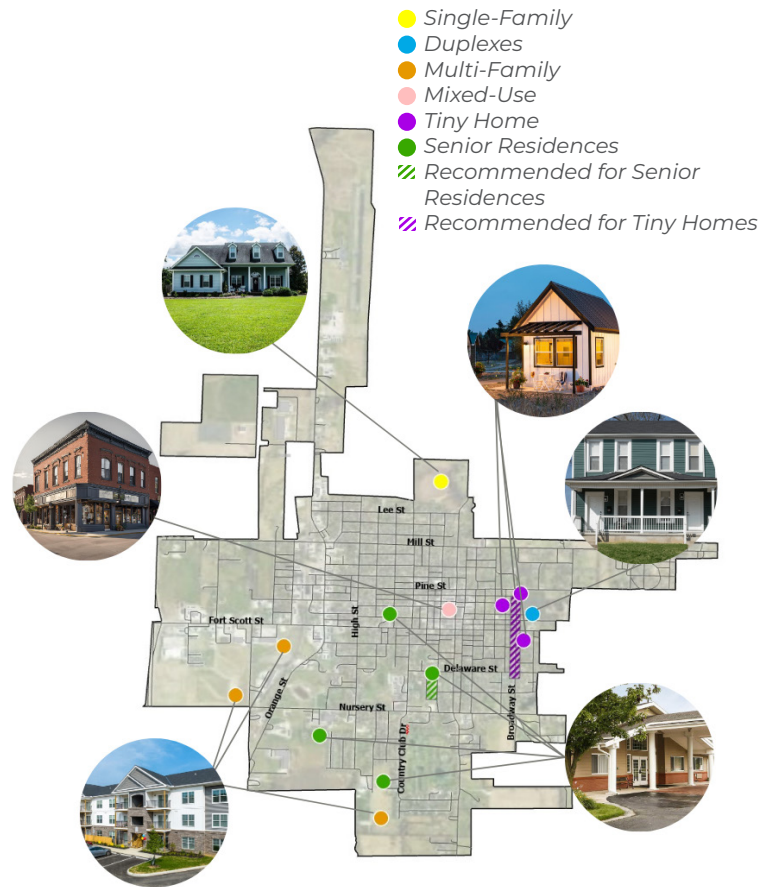 Single-Family
Duplexes
Multi-Family
Mixed-Use
Tiny Home
Senior Residences
Recommended for Senior
Residences
Recommended for Tiny Homes
Lee St
Mill St
Pine St
High St
Fort Scott St
Delaware St
Orange St
Nursery St
Broadway St
Country Club Dr